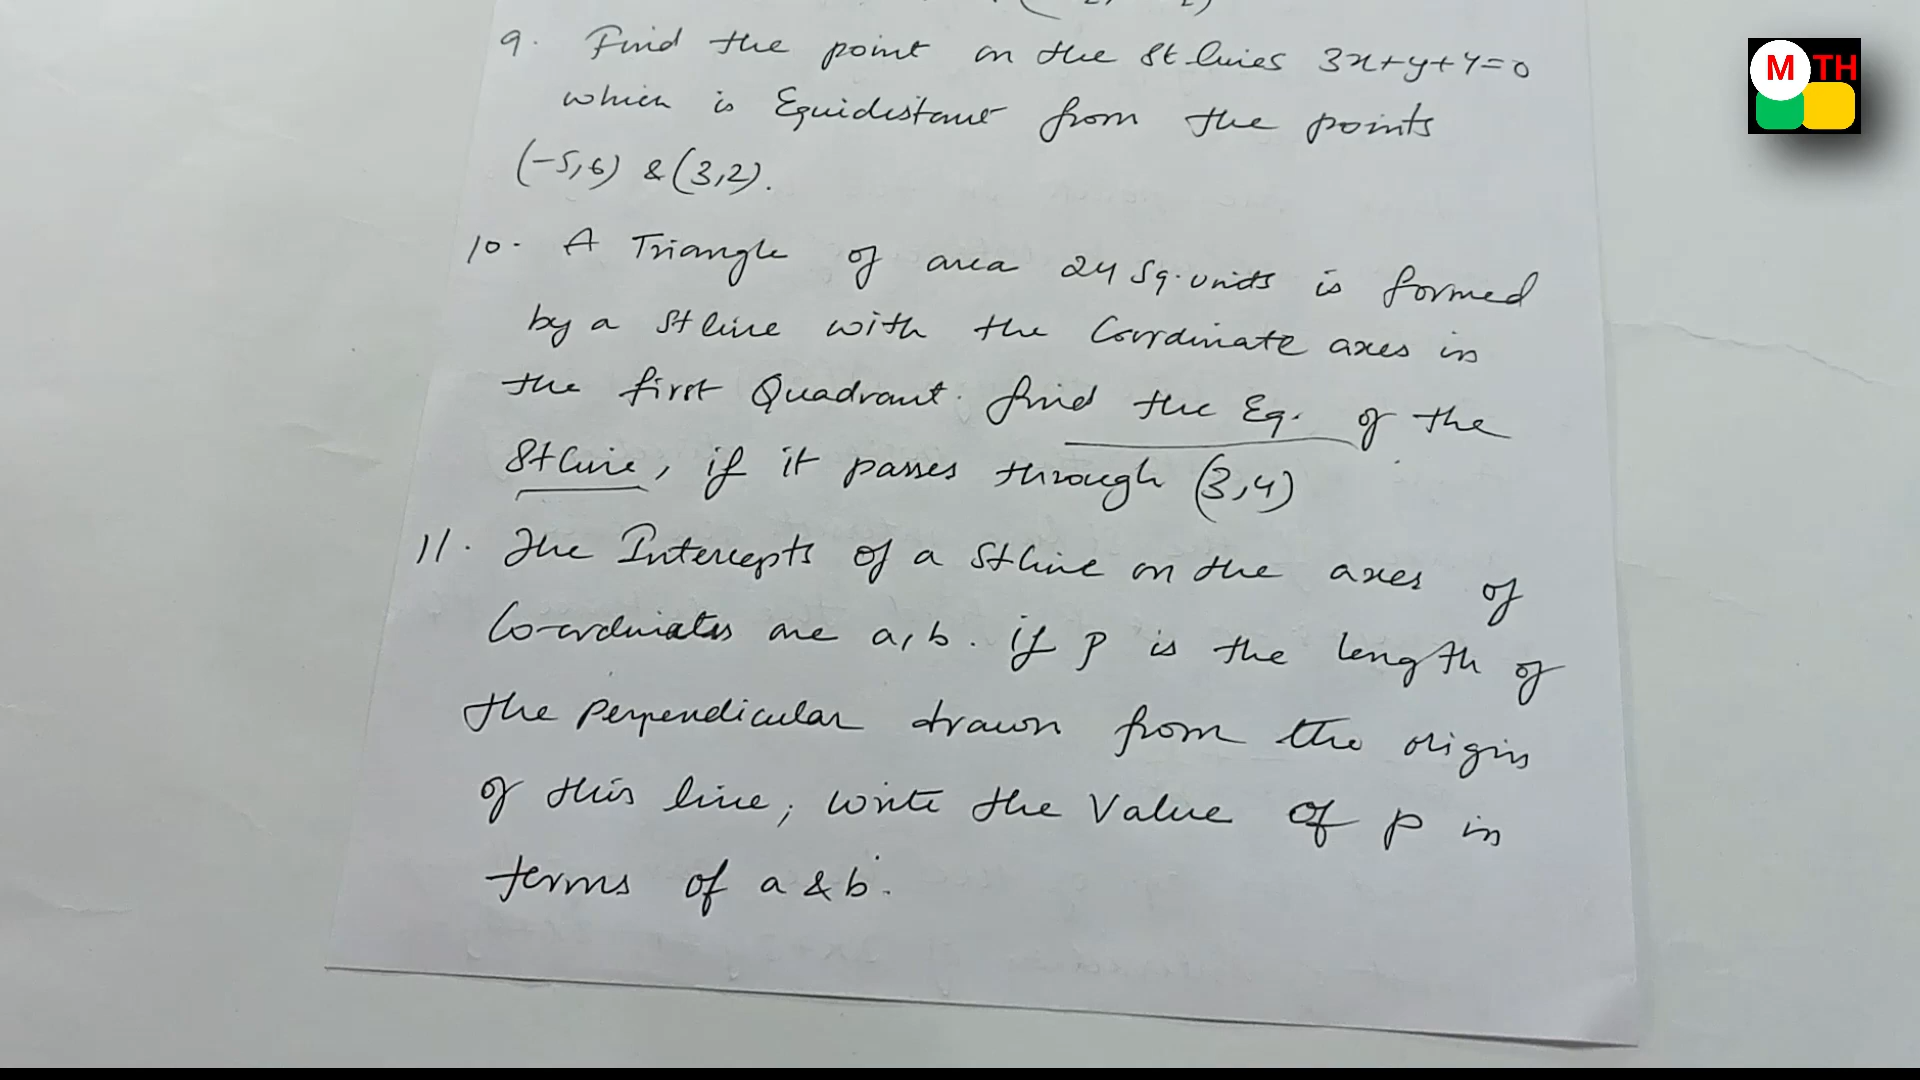 9. Find the point on the St lines 3x+y+4=0
which is Equidistant from the points
(-5,6) & (3,2).
10. A Triangle of area 24 Sq. units is formed
by a St line with the Coordinate axes in
the first Quadrant. find the Eq. of the
St line, if it passes through (3,4)
11. The Intercepts of a St line on the axes of
Co-ordinates are a,b. if p is the length of
the perpendicular drawn from the origin
of this line; write the Value of p in
terms of a & b.
M TH